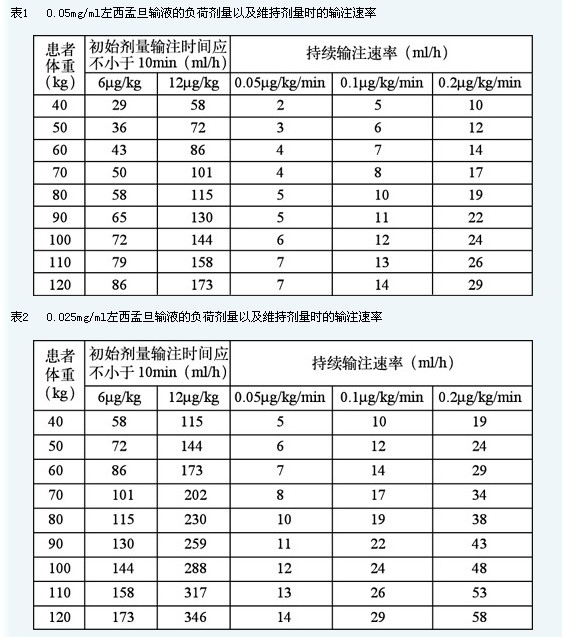 表1 0.05mg/ml左西孟旦输液的负荷剂量以及维持剂量时的输注速率
患者体重(kg) 初始剂量输注时间应不小于10min(ml/h) 持续输注速率(ml/h)
6μg/kg 12μg/kg 0.05μg/kg/min 0.1μg/kg/min 0.2μg/kg/min
40 29 58 2 5 10
50 36 72 3 6 12
60 43 86 4 7 14
70 50 101 4 8 17
80 58 115 5 10 19
90 65 130 5 11 22
100 72 144 6 12 24
110 79 158 7 13 26
120 86 173 7 14 29
表2 0.025mg/ml左西孟旦输液的负荷剂量以及维持剂量时的输注速率
患者体重(kg) 初始剂量输注时间应不小于10min(ml/h) 持续输注速率(ml/h)
6μg/kg 12μg/kg 0.05μg/kg/min 0.1μg/kg/min 0.2μg/kg/min
40 58 115 5 10 19
50 72 144 6 12 24
60 86 173 7 14 29
70 101 202 8 17 34
80 115 230 10 19 38
90 130 259 11 22 43
100 144 288 12 24 48
110 158 317 13 26 53
120 173 346 14 29 58